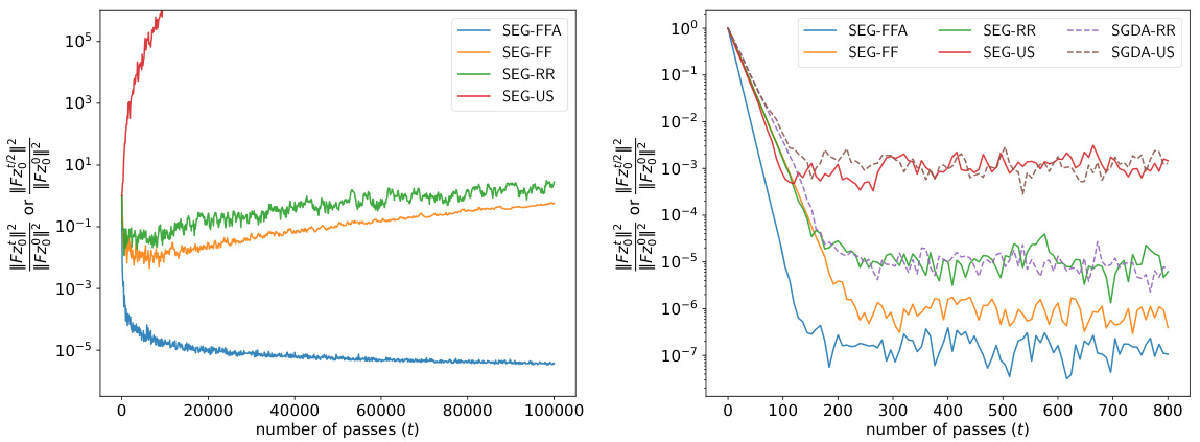 SEG-FFA
SEG-FF
SEG-RR
SEG-US
10^5
10^3
10^1
10^{-1}
10^{-3}
10^{-5}
0 20000 40000 60000 80000 100000
number of passes (t)
\frac{\|Fz_0^t\|^2}{\|Fz_0^0\|^2} or \frac{\|Fz_0^{t/2}\|^2}{\|Fz_0^0\|^2}
SEG-FFA SEG-RR SGDA-RR
SEG-FF SEG-US SGDA-US
10^0
10^{-1}
10^{-2}
10^{-3}
10^{-4}
10^{-5}
10^{-6}
10^{-7}
0 100 200 300 400 500 600 700 800
number of passes (t)
\frac{\|Fz_0^t\|^2}{\|Fz_0^0\|^2} or \frac{\|Fz_0^{t/2}\|^2}{\|Fz_0^0\|^2}